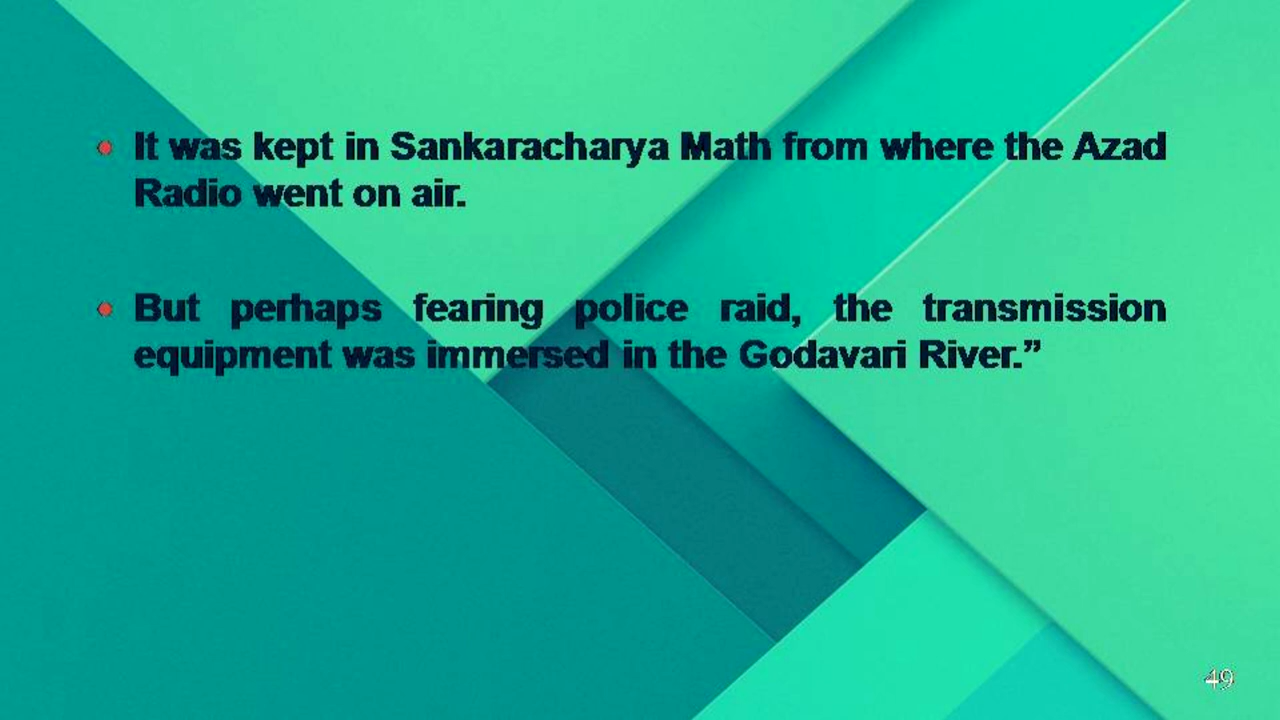 • It was kept in Sankaracharya Math from where the Azad
Radio went on air.
• But perhaps fearing police raid, the transmission
equipment was immersed in the Godavari River.”
49